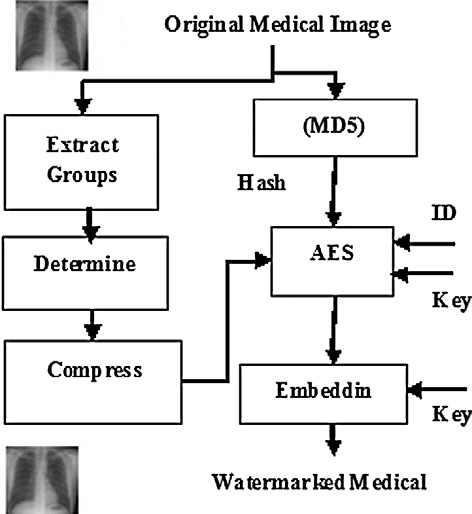 Original Medical Image
Extract
Groups
(MD5)
Hash
ID
Determine
AES
Key
Compress
Embeddin
Key
Watermarked Medical